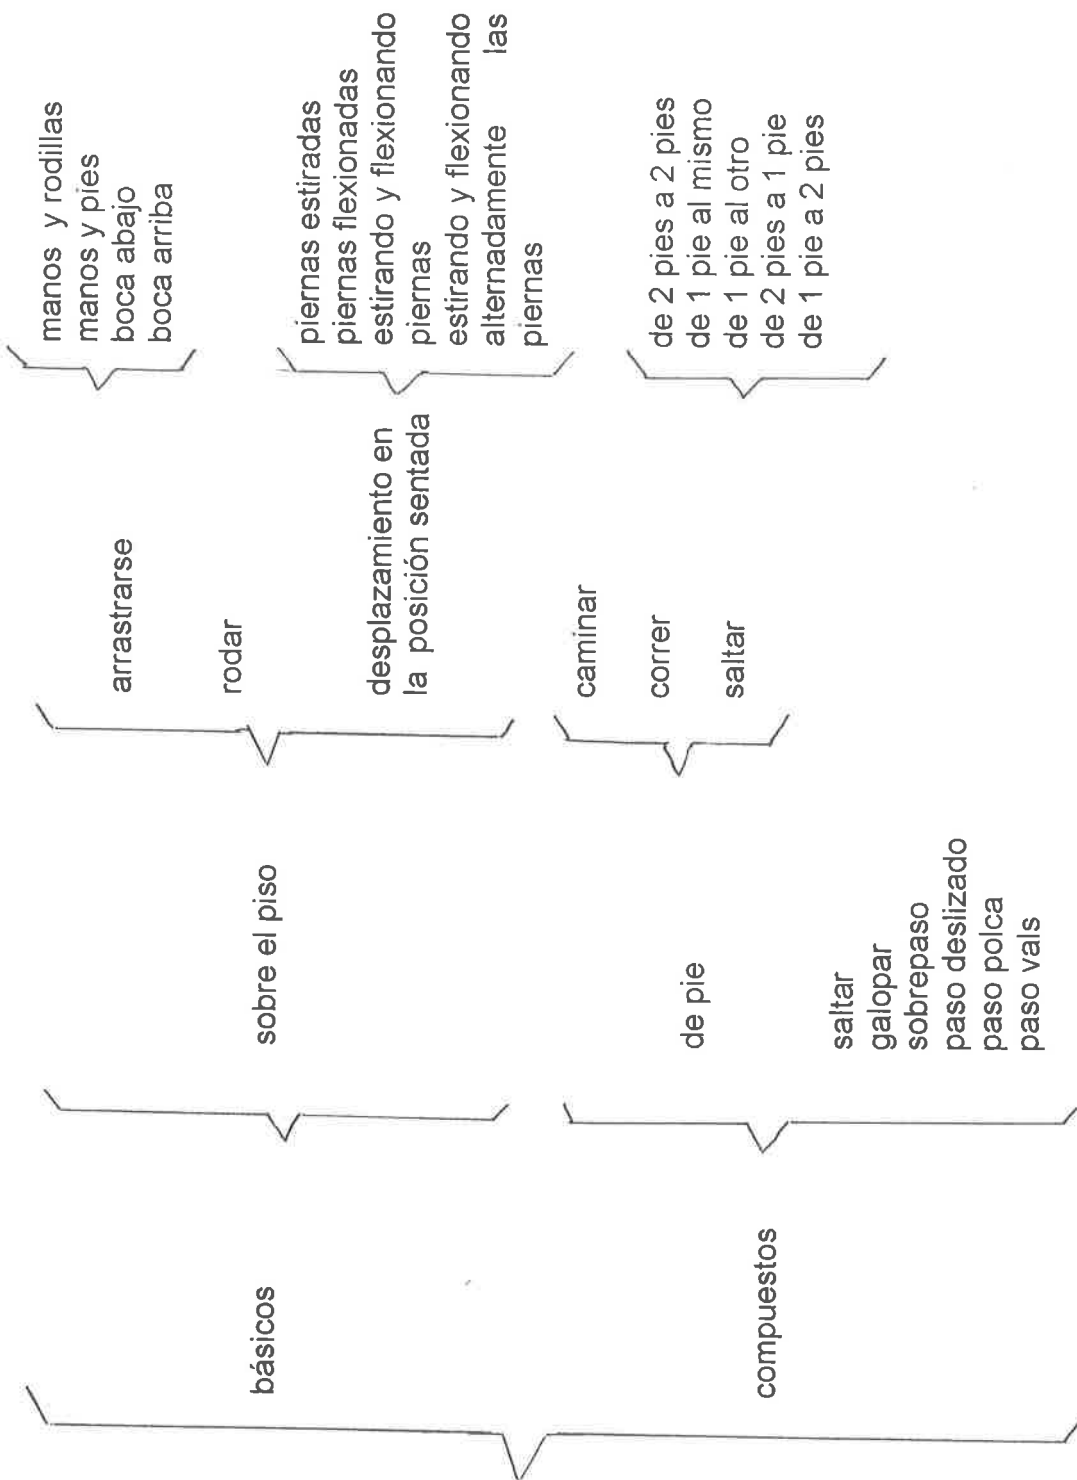 básicos
compuestos
sobre el piso
de pie
saltar
galopar
sobrepaso
paso deslizado
paso polca
paso vals
arrastrarse
rodar
desplazamiento en
la posición sentada
caminar
correr
saltar
manos y rodillas
manos y pies
boca abajo
boca arriba
piernas estiradas
piernas flexionadas
estirando y flexionando
piernas
estirando y flexionando
alternadamente las
piernas
de 2 pies a 2 pies
de 1 pie al mismo
de 1 pie al otro
de 2 pies a 1 pie
de 1 pie a 2 pies